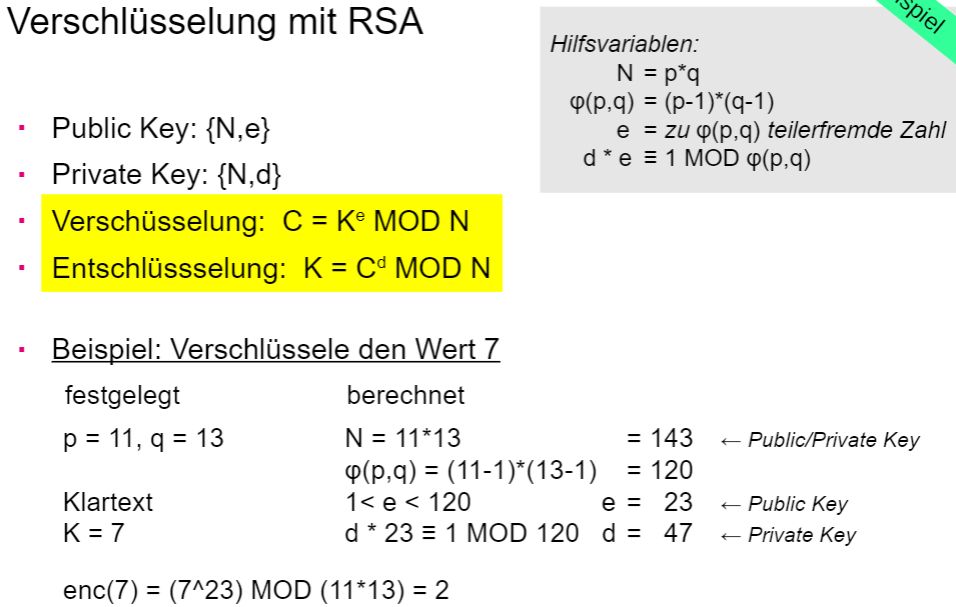 Verschlüsselung mit RSA
Hilfsvariablen:
N = p*q
φ(p,q) = (p-1)*(q-1)
e = zu φ(p,q) teilerfremde Zahl
d * e ≡ 1 MOD φ(p,q)
▪ Public Key: {N,e}
▪ Private Key: {N,d}
▪ Verschüsselung: C = Kᵉ MOD N
▪ Entschlüssselung: K = Cᵈ MOD N
▪ Beispiel: Verschlüssele den Wert 7
festgelegt berechnet
p = 11, q = 13 N = 11*13 = 143 ← Public/Private Key
φ(p,q) = (11-1)*(13-1) = 120
Klartext 1< e < 120 e = 23 ← Public Key
K = 7 d * 23 ≡ 1 MOD 120 d = 47 ← Private Key
enc(7) = (7^23) MOD (11*13) = 2